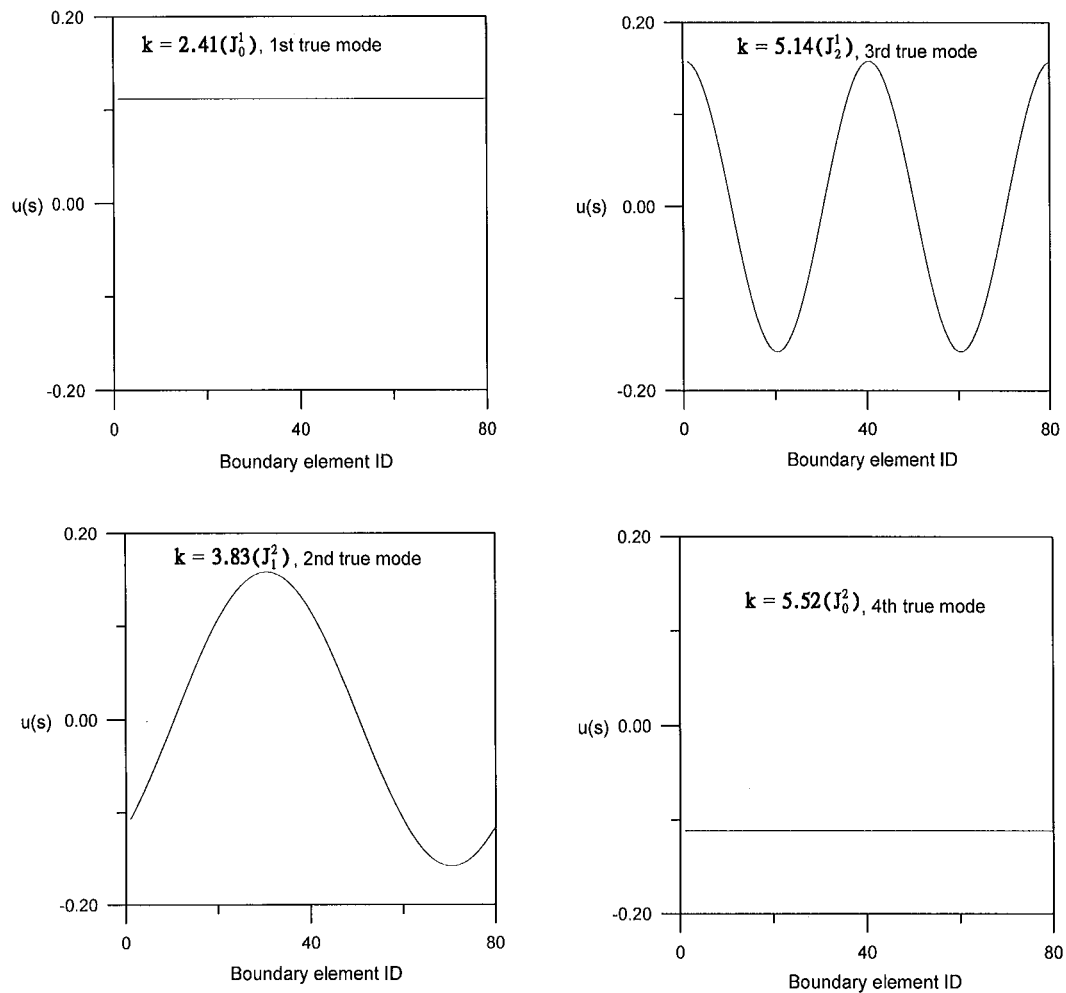 0.20
k = 2.41(J₀¹), 1st true mode
u(s) 0.00
-0.20
0 40 80
Boundary element ID
0.20
k = 5.14(J₂¹), 3rd true mode
u(s) 0.00
-0.20
0 40 80
Boundary element ID
0.20
k = 3.83(J₁²), 2nd true mode
u(s) 0.00
-0.20
0 40 80
Boundary element ID
0.20
k = 5.52(J₀²), 4th true mode
u(s) 0.00
-0.20
0 40 80
Boundary element ID